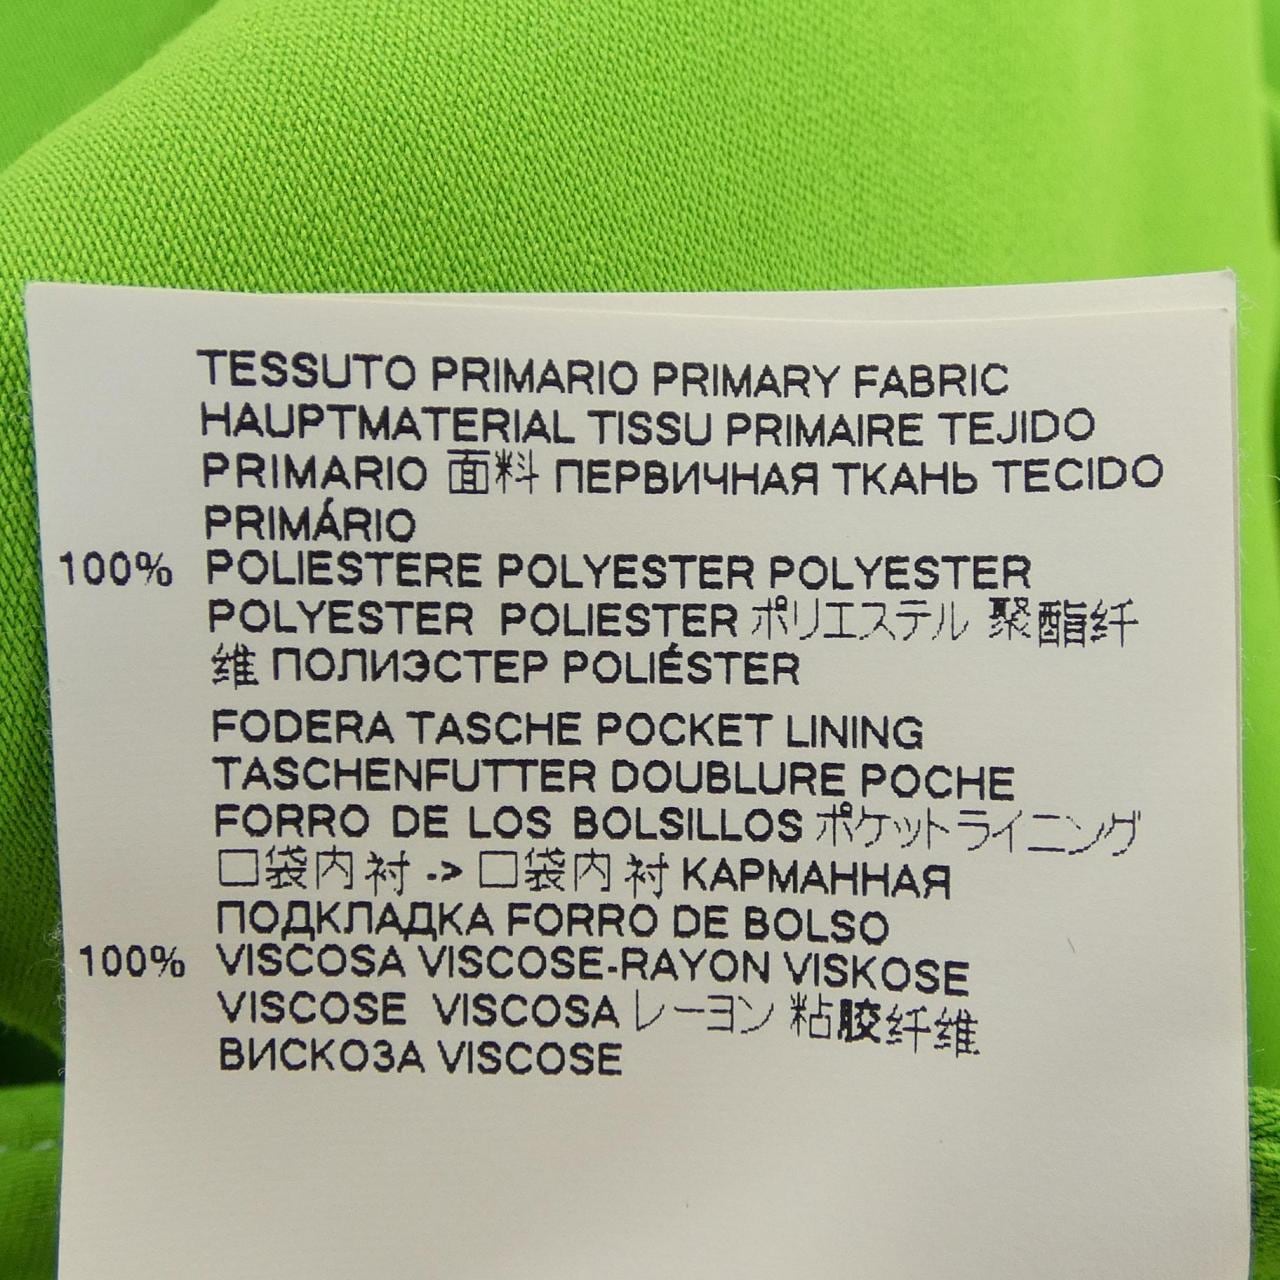 TESSUTO PRIMARIO PRIMARY FABRIC
HAUPTMATERIAL TISSU PRIMAIRE TEJIDO
PRIMARIO 面料 ПЕРВИЧНАЯ ТКАНЬ TECIDO
PRIMÁRIO
100% POLIESTERE POLYESTER POLYESTER
POLYESTER POLIESTER ポリエステル 聚酯纤
维 ПОЛИЭСТЕР POLIÉSTER
FODERA TASCHE POCKET LINING
TASCHENFUTTER DOUBLURE POCHE
FORRO DE LOS BOLSILLOS ポケットライニング
口袋内衬 -> 口袋内衬 КАРМАННАЯ
ПОДКЛАДКА FORRO DE BOLSO
100% VISCOSA VISCOSE-RAYON VISKOSE
VISCOSE VISCOSA レーヨン 粘胶纤维
ВИСКОЗА VISCOSE